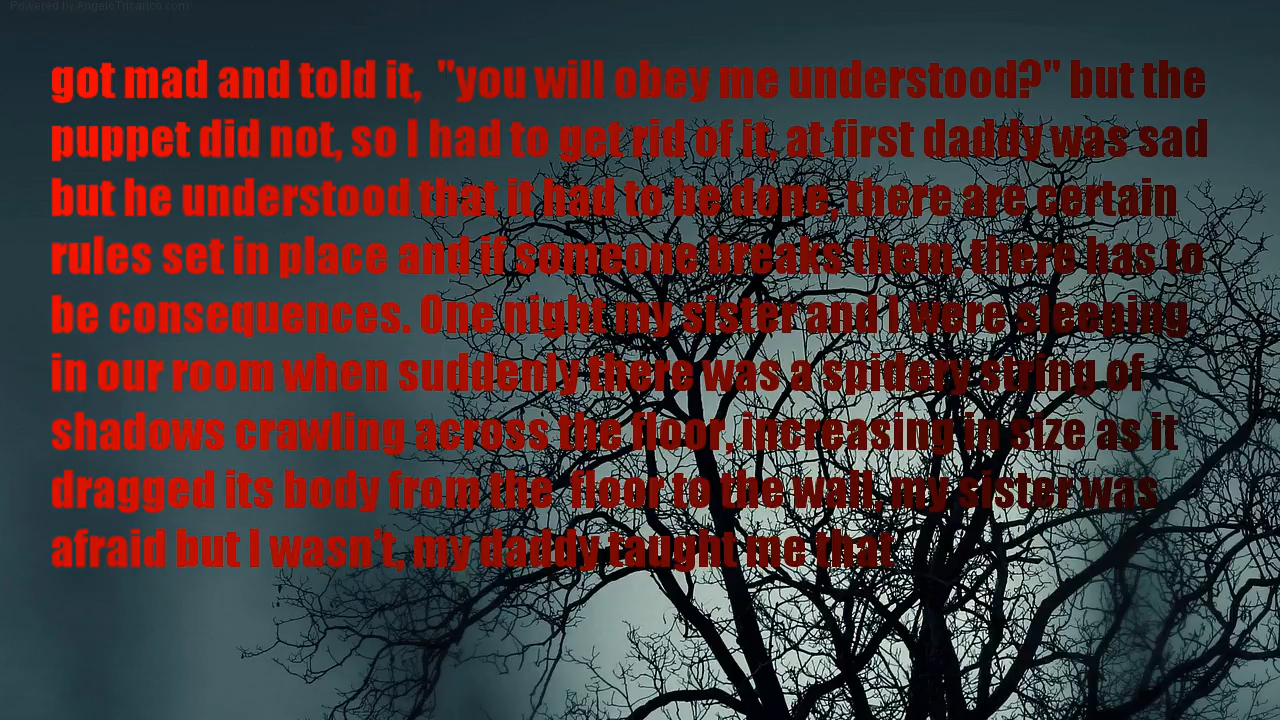 Powered by AngeloTricarico.com
got mad and told it, "you will obey me understood?" but the
puppet did not, so I had to get rid of it, at first daddy was sad
but he understood that it had to be done, there are certain
rules set in place and if someone breaks them, there has to
be consequences. One night my sister and I were sleeping
in our room when suddenly there was a spidery string of
shadows crawling across the floor, increasing in size as it
dragged its body from the floor to the wall, my sister was
afraid but I wasn't, my daddy taught me that